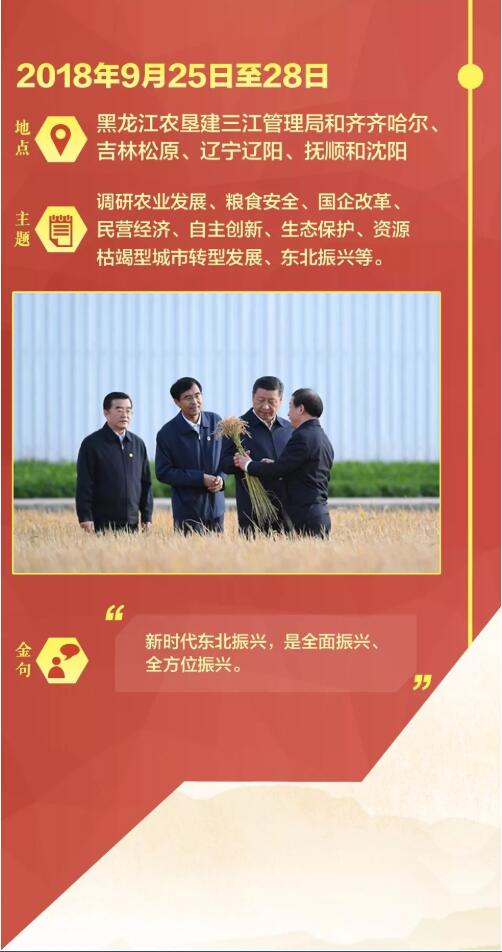 2018年9月25日至28日
地点
黑龙江农垦建三江管理局和齐齐哈尔、
吉林松原、辽宁辽阳、抚顺和沈阳
主题
调研农业发展、粮食安全、国企改革、
民营经济、自主创新、生态保护、资源
枯竭型城市转型发展、东北振兴等。
金句
“
新时代东北振兴，是全面振兴、
全方位振兴。
”